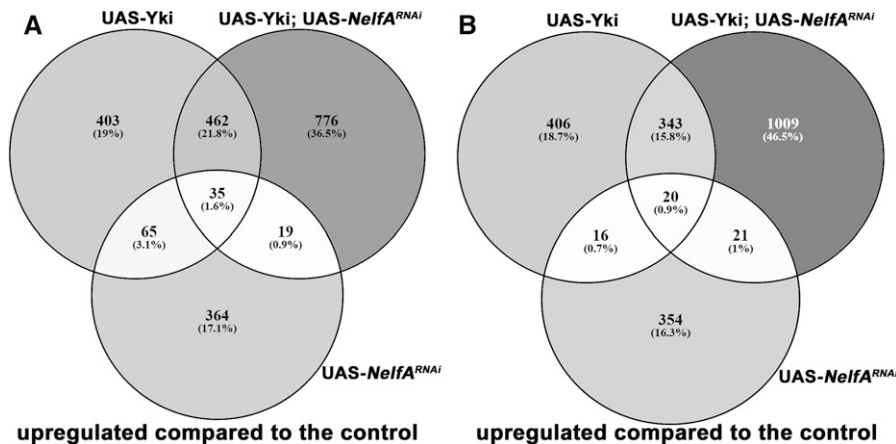 A
UAS-Yki
UAS-Yki; UAS-NelfA^RNAi
403
(19%)
462
(21.8%)
776
(36.5%)
35
(1.6%)
65
(3.1%)
19
(0.9%)
364
(17.1%)
UAS-NelfA^RNAi
upregulated compared to the control
B
UAS-Yki
UAS-Yki; UAS-NelfA^RNAi
406
(18.7%)
343
(15.8%)
1009
(46.5%)
20
(0.9%)
16
(0.7%)
21
(1%)
354
(16.3%)
UAS-NelfA^RNAi
upregulated compared to the control